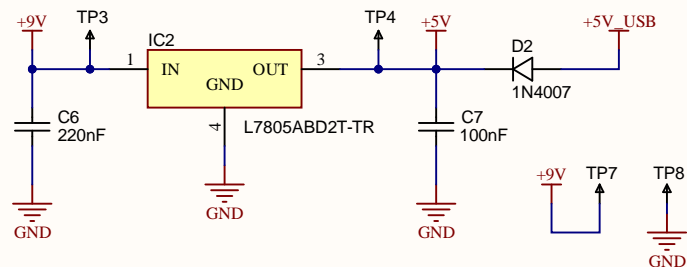 +9V
TP3
IC2
TP4
+5V
+5V_USB
1
IN
OUT
3
GND
D2
1N4007
C6
220nF
4
L7805ABD2T-TR
C7
100nF
GND
GND
GND
+9V
TP7
TP8
GND